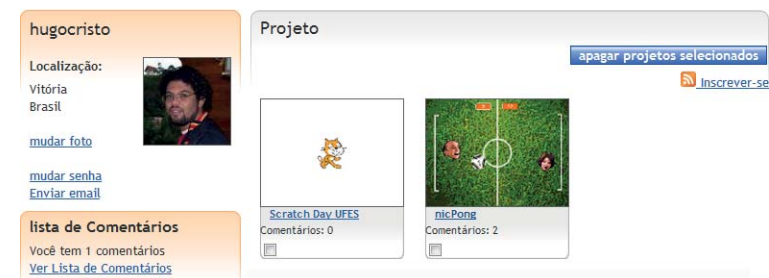 hugocristo
Localização:
Vitória
Brasil
mudar foto
mudar senha
Enviar email
lista de Comentários
Você tem 1 comentários
Ver Lista de Comentários
Projeto
apagar projetos selecionados
Inscrever-se
Scratch Day UFES
Comentários: 0
nicPong
Comentários: 2